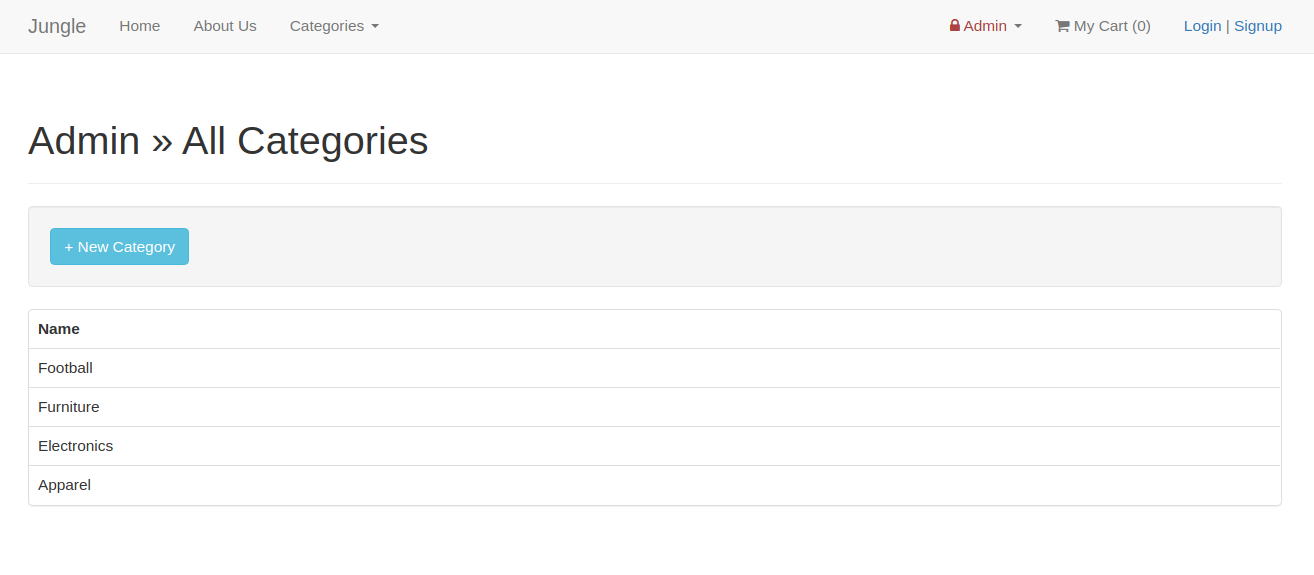 Jungle Home About Us Categories Admin My Cart (0) Login | Signup
Admin » All Categories
+ New Category
Name
Football
Furniture
Electronics
Apparel